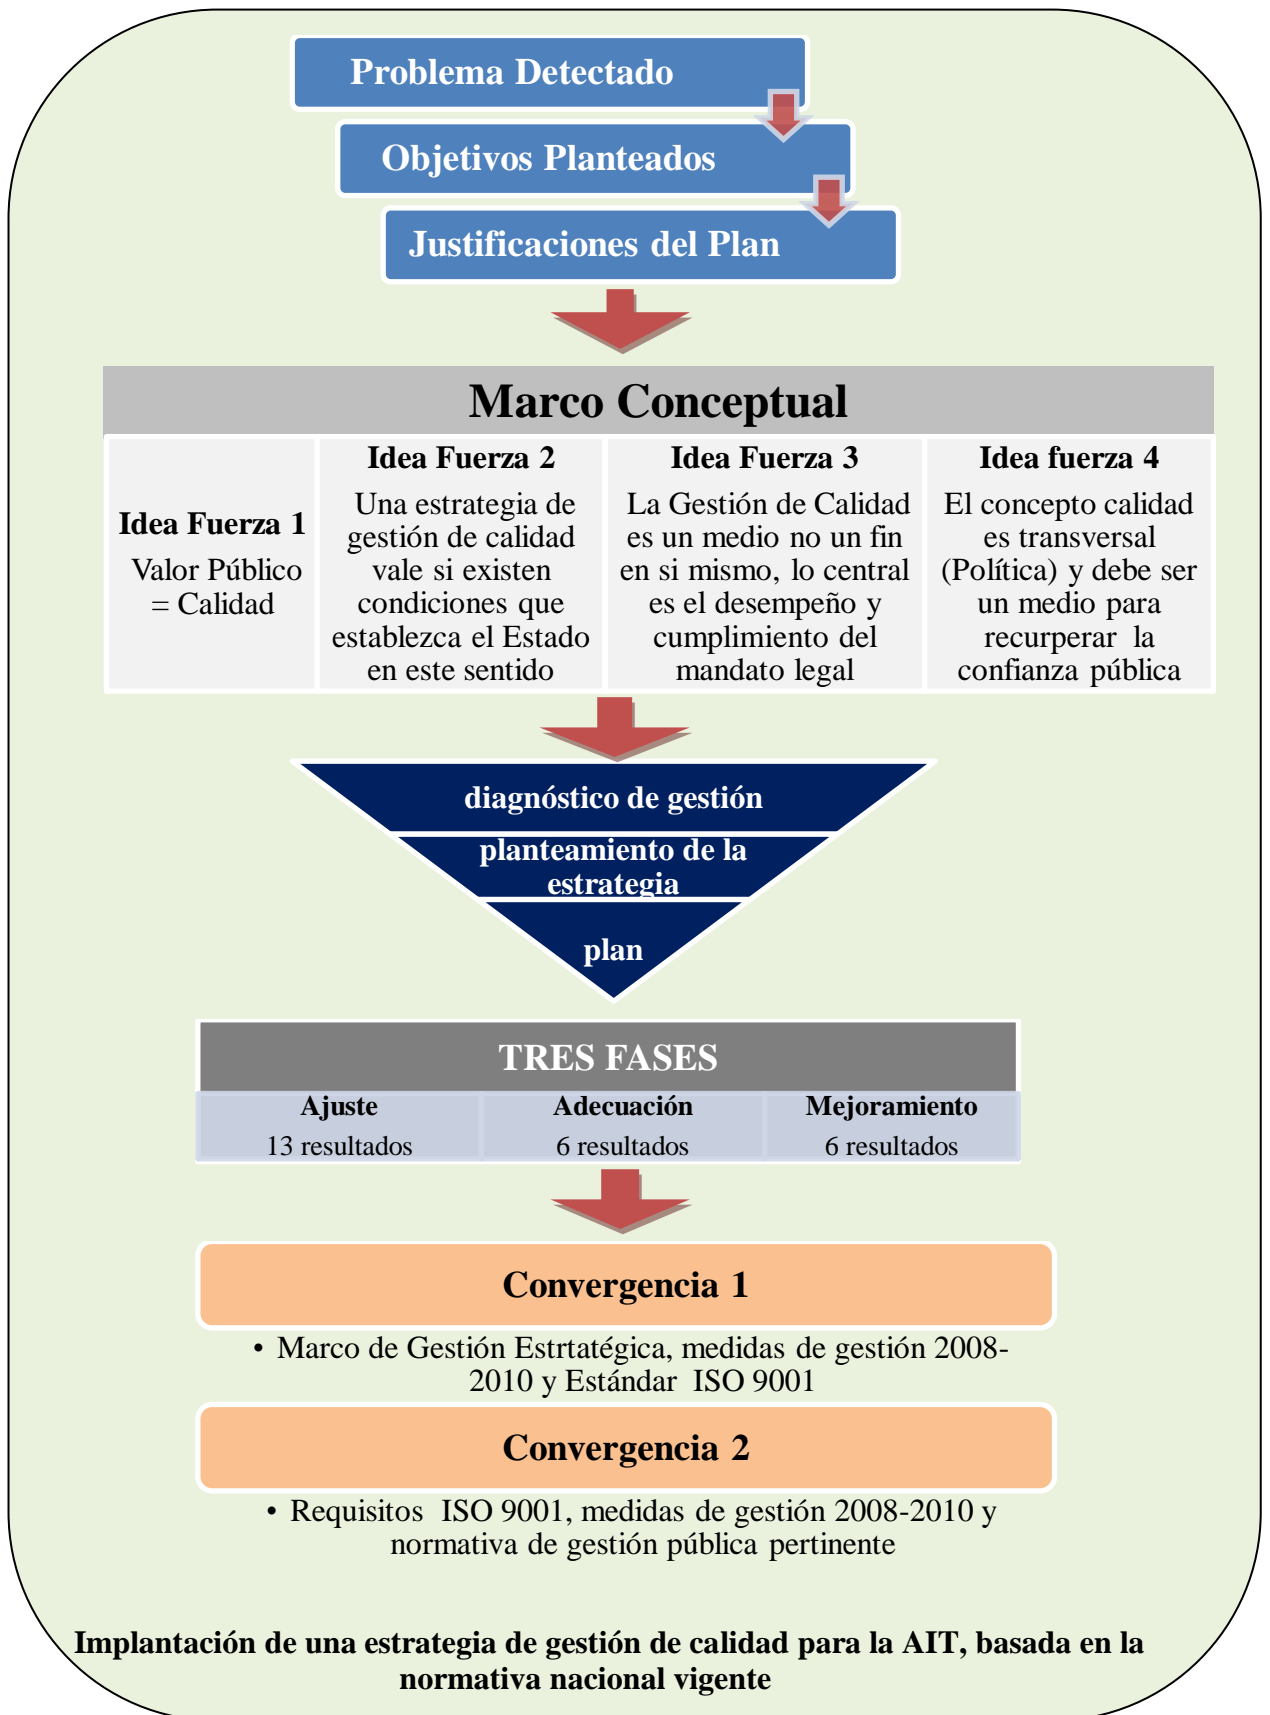 Problema Detectado
Objetivos Planteados
Justificaciones del Plan
Marco Conceptual
Idea Fuerza 1
Valor Público
= Calidad
Idea Fuerza 2
Una estrategia de
gestión de calidad
vale si existen
condiciones que
establezca el Estado
en este sentido
Idea Fuerza 3
La Gestión de Calidad
es un medio no un fin
en si mismo, lo central
es el desempeño y
cumplimiento del
mandato legal
Idea fuerza 4
El concepto calidad
es transversal
(Política) y debe ser
un medio para
recurperar la
confianza pública
diagnóstico de gestión
planteamiento de la
estrategia
plan
TRES FASES
Ajuste
13 resultados
Adecuación
6 resultados
Mejoramiento
6 resultados
Convergencia 1
• Marco de Gestión Estrtatégica, medidas de gestión 2008-
2010 y Estándar ISO 9001
Convergencia 2
• Requisitos ISO 9001, medidas de gestión 2008-2010 y
normativa de gestión pública pertinente
Implantación de una estrategia de gestión de calidad para la AIT, basada en la
normativa nacional vigente